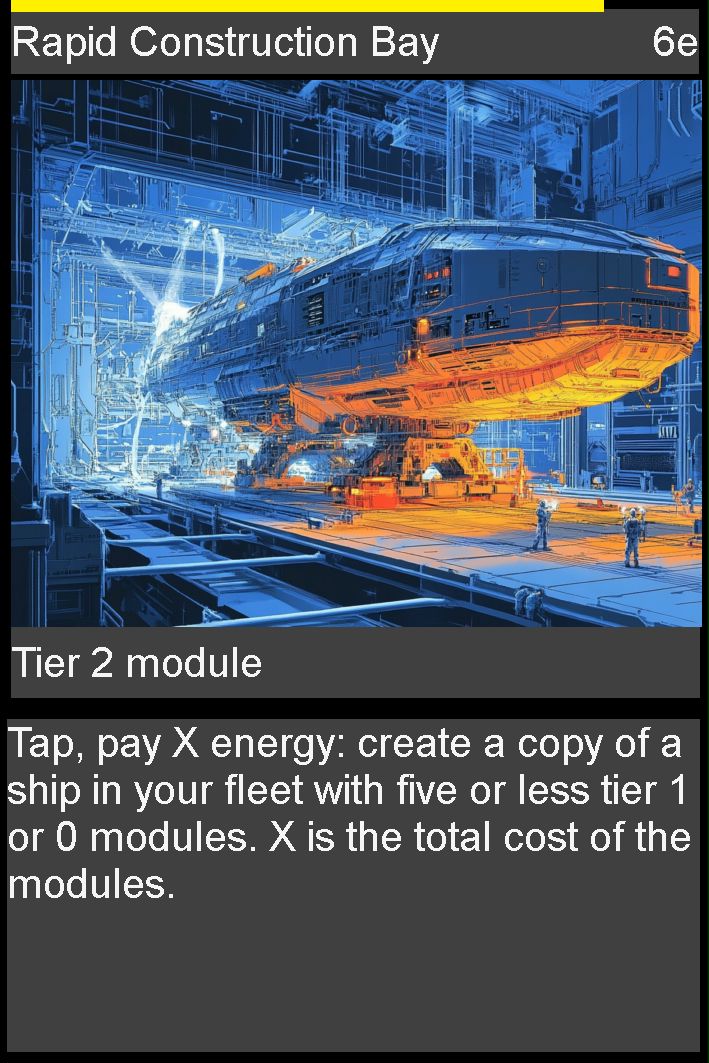 Rapid Construction Bay 6e
Tier 2 module
Tap, pay X energy: create a copy of a
ship in your fleet with five or less tier 1
or 0 modules. X is the total cost of the
modules.